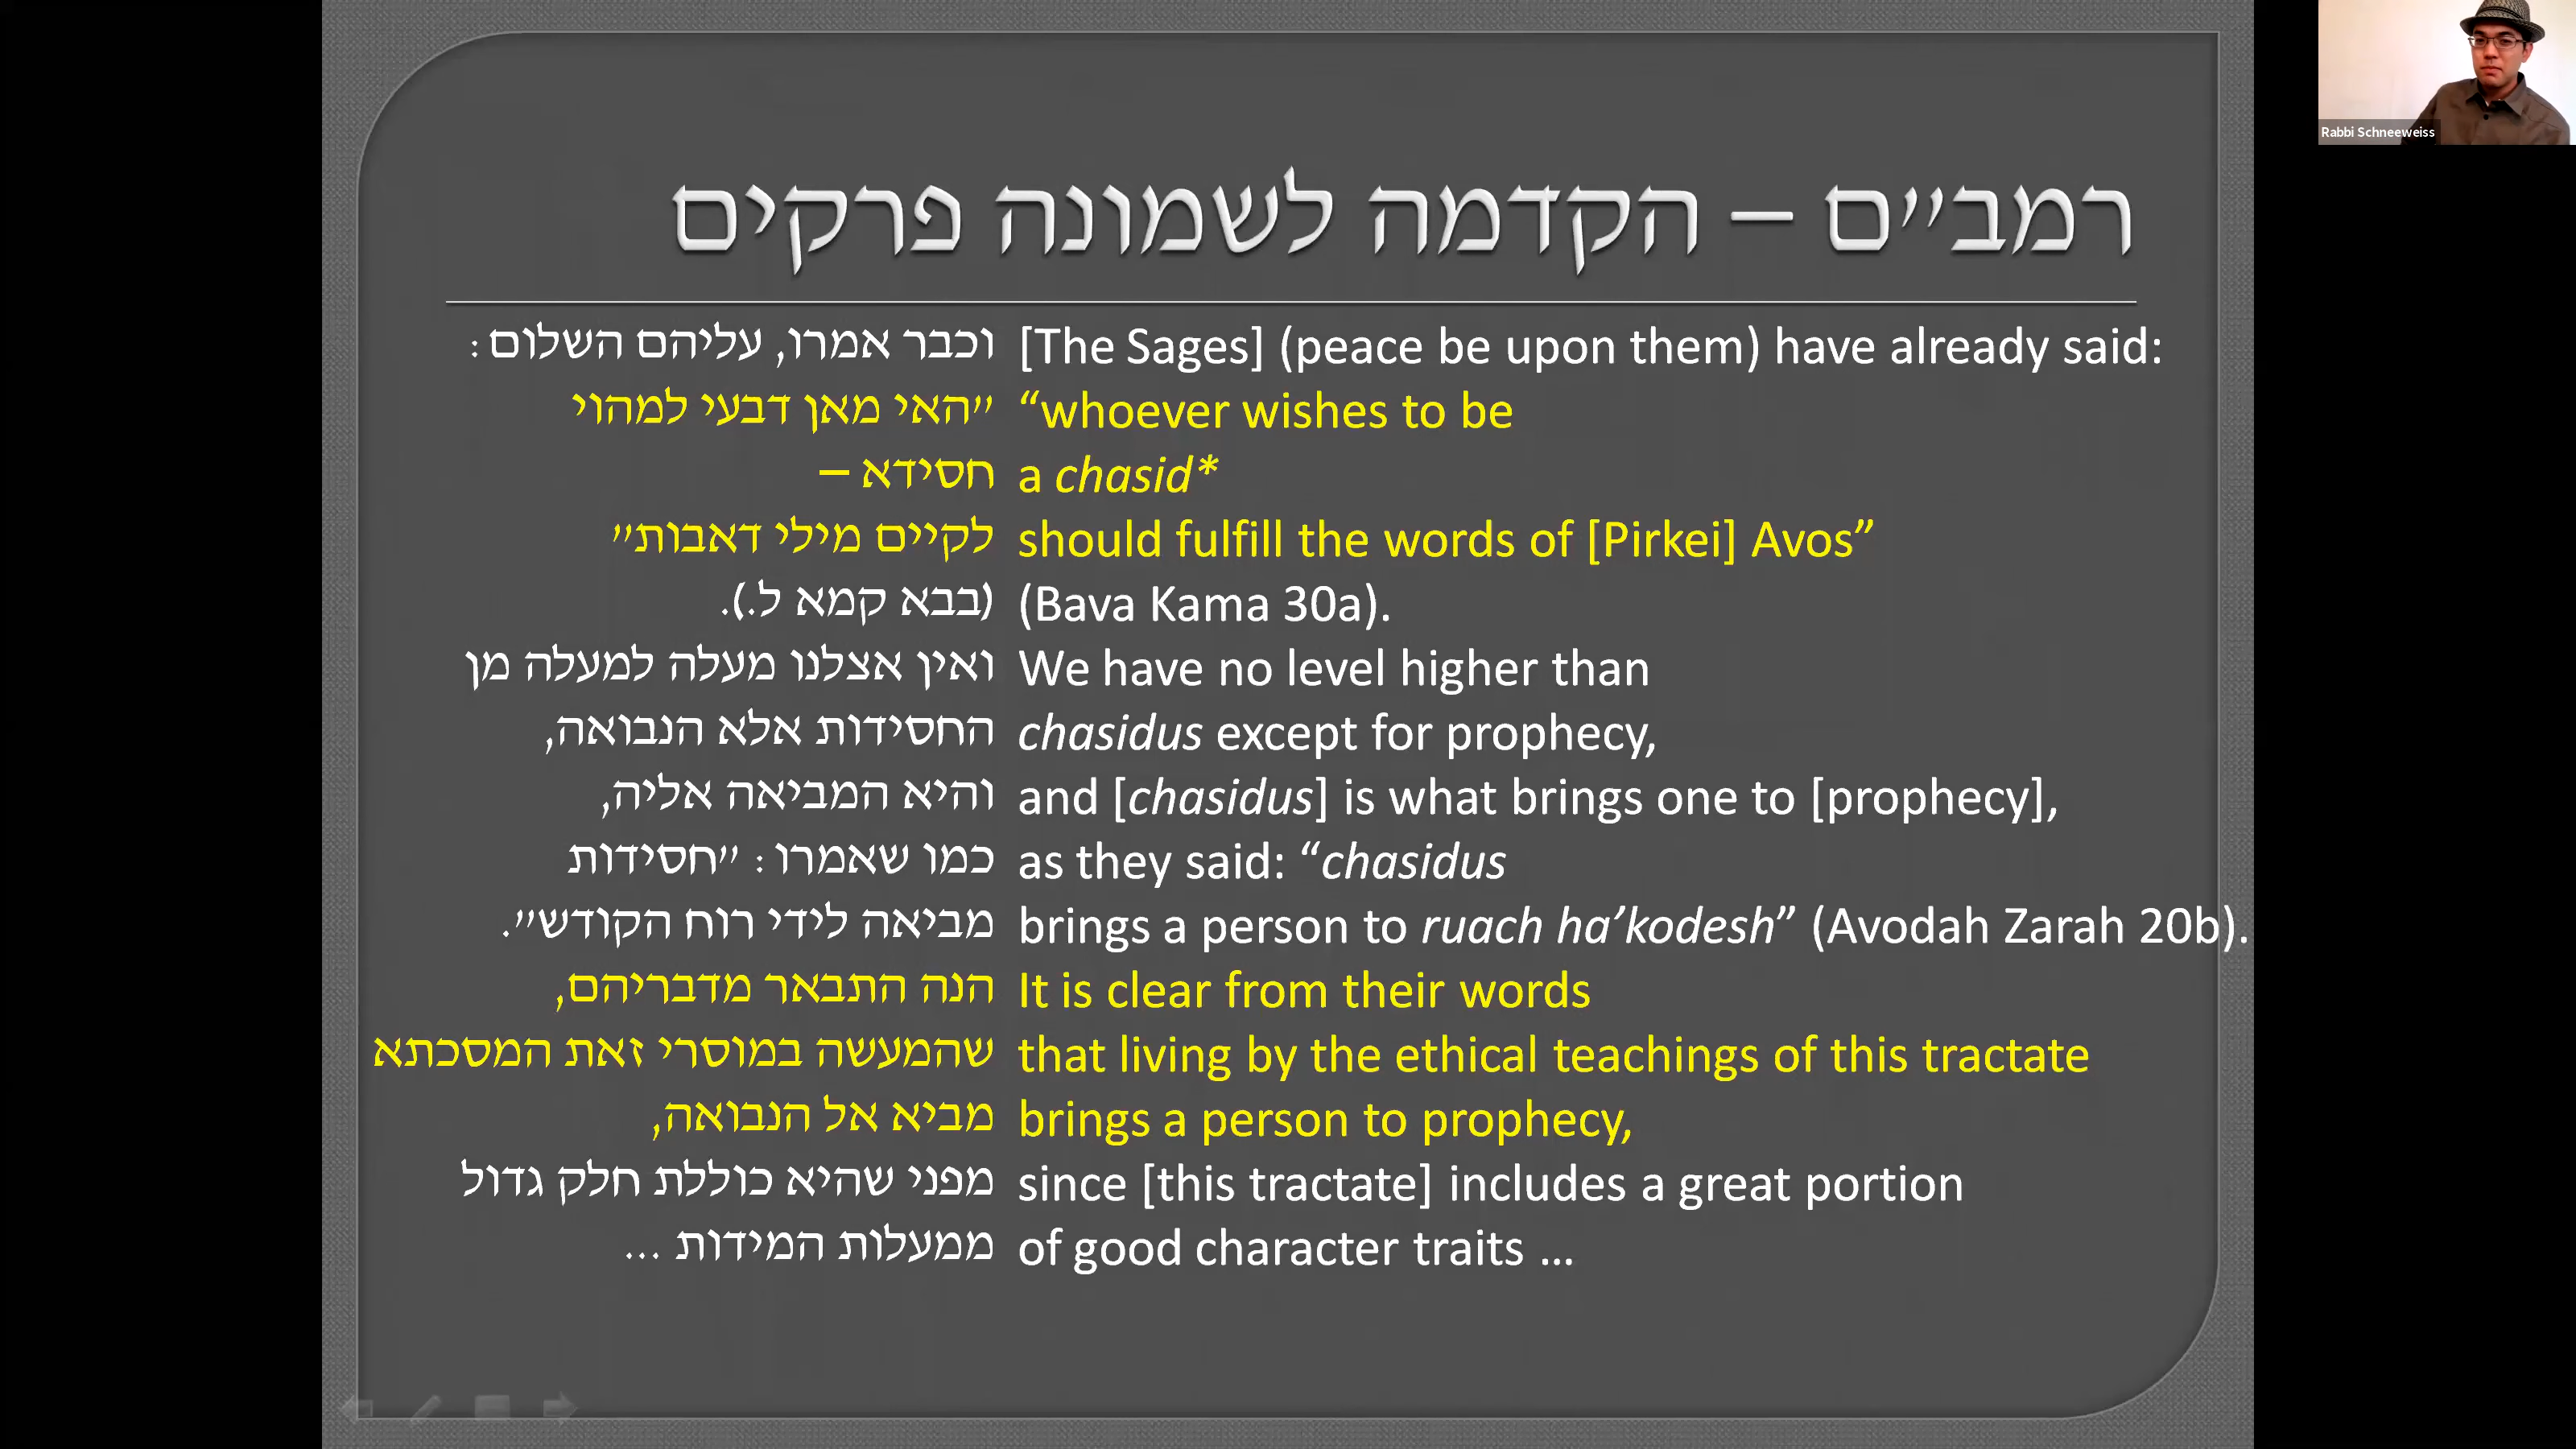 רמב״ם – הקדמה לשמונה פרקים
וכבר אמרו, עליהם השלום: [The Sages] (peace be upon them) have already said:
״האי מאן דבעי למהוי “whoever wishes to be
חסידא – a chasid*
לקיים מילי דאבות״ should fulfill the words of [Pirkei] Avos”
(בבא קמא ל.). (Bava Kama 30a).
ואין אצלנו מעלה למעלה מן We have no level higher than
החסידות אלא הנבואה, chasidus except for prophecy,
והיא המביאה אליה, and [chasidus] is what brings one to [prophecy],
כמו שאמרו: ״חסידות as they said: “chasidus
מביאה לידי רוח הקודש״. brings a person to ruach ha’kodesh” (Avodah Zarah 20b).
הנה התבאר מדבריהם, It is clear from their words
שהמעשה במוסרי זאת המסכתא that living by the ethical teachings of this tractate
מביא אל הנבואה, brings a person to prophecy,
מפני שהיא כוללת חלק גדול since [this tractate] includes a great portion
ממעלות המידות ... of good character traits …
Rabbi Schneeweiss